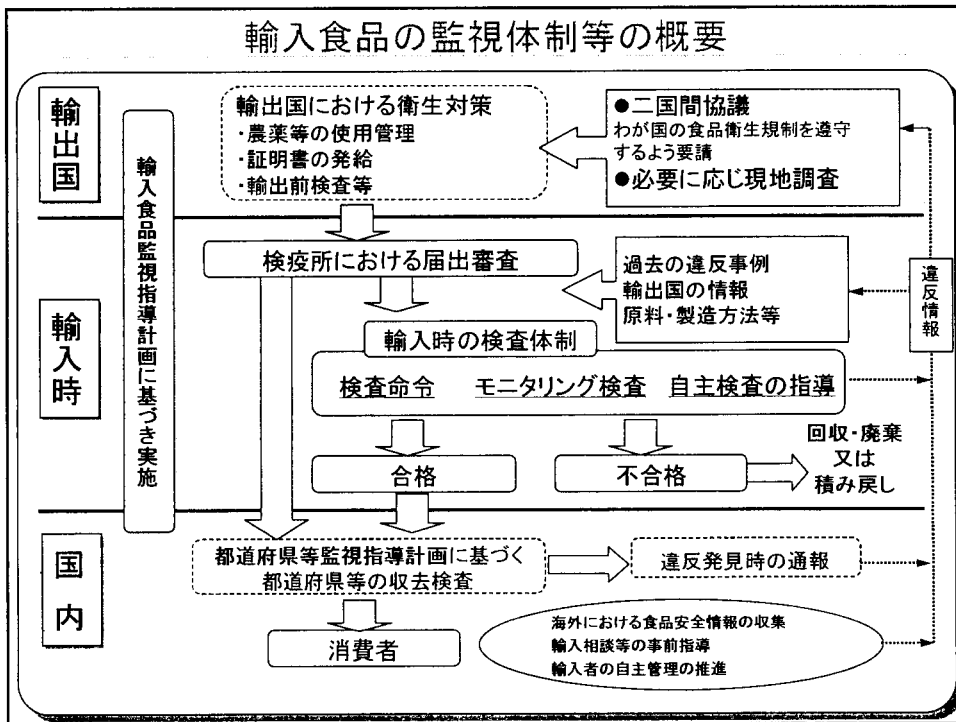 輸入食品の監視体制等の概要
輸出国
輸出国における衛生対策
・農薬等の使用管理
・証明書の発給
・輸出前検査等
●二国間協議
わが国の食品衛生規制を遵守
するよう要請
●必要に応じ現地調査
輸入食品監視指導計画に基づき実施
輸入時
検疫所における届出審査
過去の違反事例
輸出国の情報
原料・製造方法等
違反情報
輸入時の検査体制
検査命令 モニタリング検査 自主検査の指導
合格
不合格
回収・廃棄
又は
積み戻し
国内
都道府県等監視指導計画に基づく
都道府県等の収去検査
違反発見時の通報
消費者
海外における食品安全情報の収集
輸入相談等の事前指導
輸入者の自主管理の推進